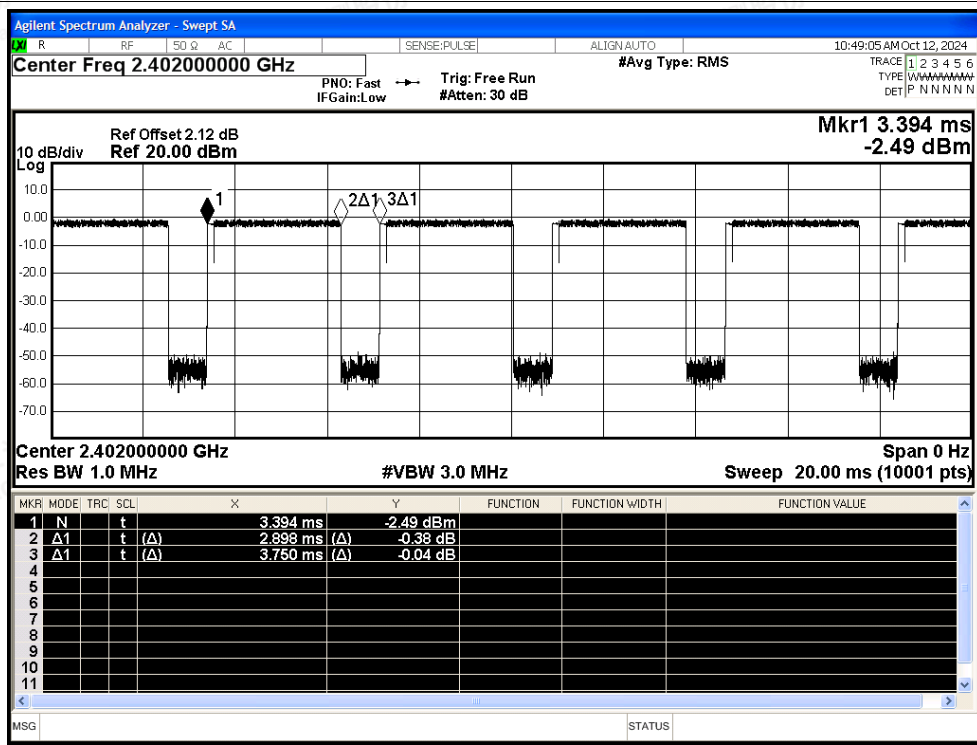 Agilent Spectrum Analyzer - Swept SA
LXI R RF 50 Ω AC SENSE:PULSE ALIGN AUTO 10:49:05 AM Oct 12, 2024
Center Freq 2.402000000 GHz #Avg Type: RMS TRACE 1 2 3 4 5 6
PNO: Fast Trig: Free Run TYPE
IFGain:Low #Atten: 30 dB DET P N N N N N
Mkr1 3.394 ms
Ref Offset 2.12 dB
10 dB/div Ref 20.00 dBm -2.49 dBm
Log
10.0
1 2Δ1 3Δ1
0.00
-10.0
-20.0
-30.0
-40.0
-50.0
-60.0
-70.0
Center 2.402000000 GHz Span 0 Hz
Res BW 1.0 MHz #VBW 3.0 MHz Sweep 20.00 ms (10001 pts)
MKR MODE TRC SCL X Y FUNCTION FUNCTION WIDTH FUNCTION VALUE
1 N t 3.394 ms -2.49 dBm
2 Δ1 t (Δ) 2.898 ms (Δ) -0.38 dB
3 Δ1 t (Δ) 3.750 ms (Δ) -0.04 dB
4
5
6
7
8
9
10
11
MSG STATUS